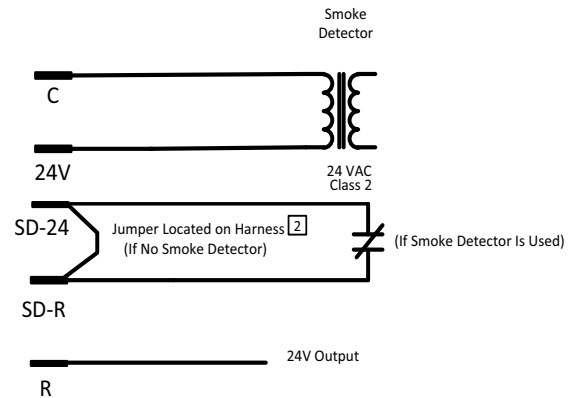 Smoke
Detector
C
24V
24 VAC
Class 2
SD-24
Jumper Located on Harness 2
(If No Smoke Detector)
(If Smoke Detector Is Used)
SD-R
24V Output
R